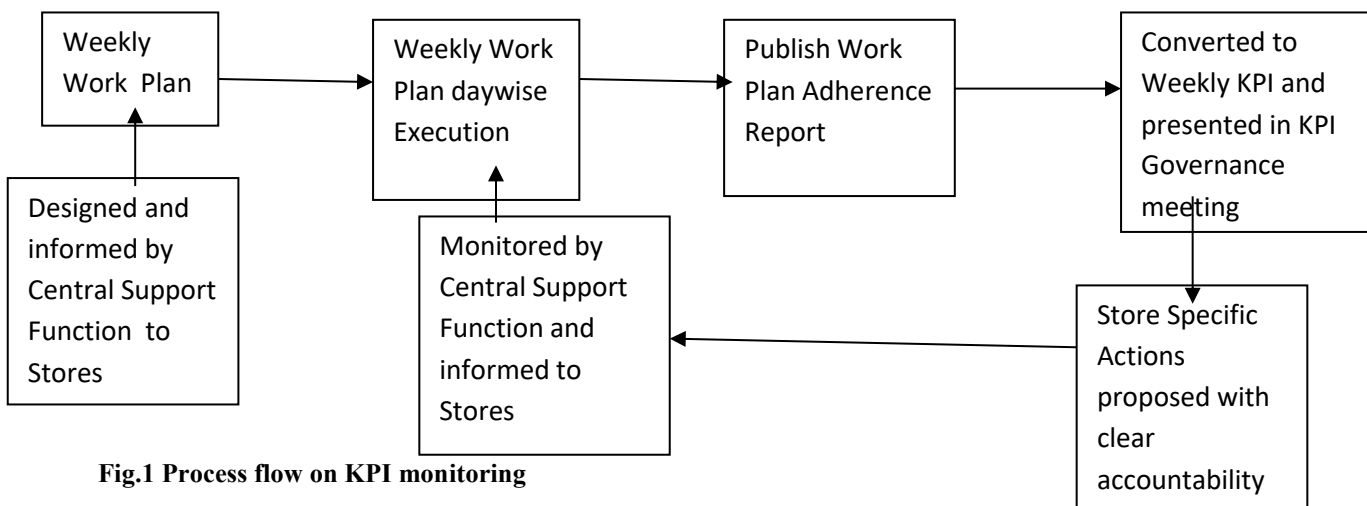 Weekly
Work Plan
Weekly Work
Plan daywise
Execution
Publish Work
Plan Adherence
Report
Converted to
Weekly KPI and
presented in KPI
Governance
meeting
Designed and
informed by
Central Support
Function to
Stores
Monitored by
Central Support
Function and
informed to
Stores
Store Specific
Actions
proposed with
clear
accountability
Fig.1 Process flow on KPI monitoring